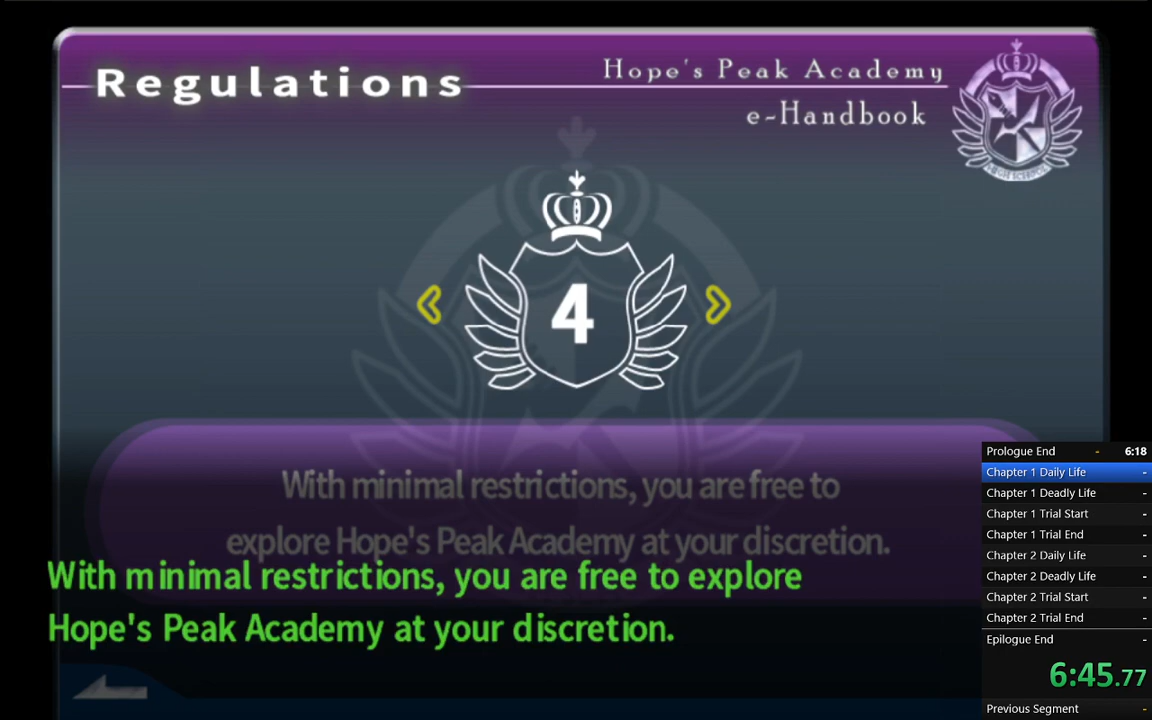 Regulations
Hope's Peak Academy
e-Handbook
4
With minimal restrictions, you are free to
explore Hope's Peak Academy at your discretion.
With minimal restrictions, you are free to explore
Hope's Peak Academy at your discretion.
Prologue End - 6:18
Chapter 1 Daily Life -
Chapter 1 Deadly Life -
Chapter 1 Trial Start -
Chapter 1 Trial End -
Chapter 2 Daily Life -
Chapter 2 Deadly Life -
Chapter 2 Trial Start -
Chapter 2 Trial End -
Epilogue End -
6:45.77
Previous Segment -